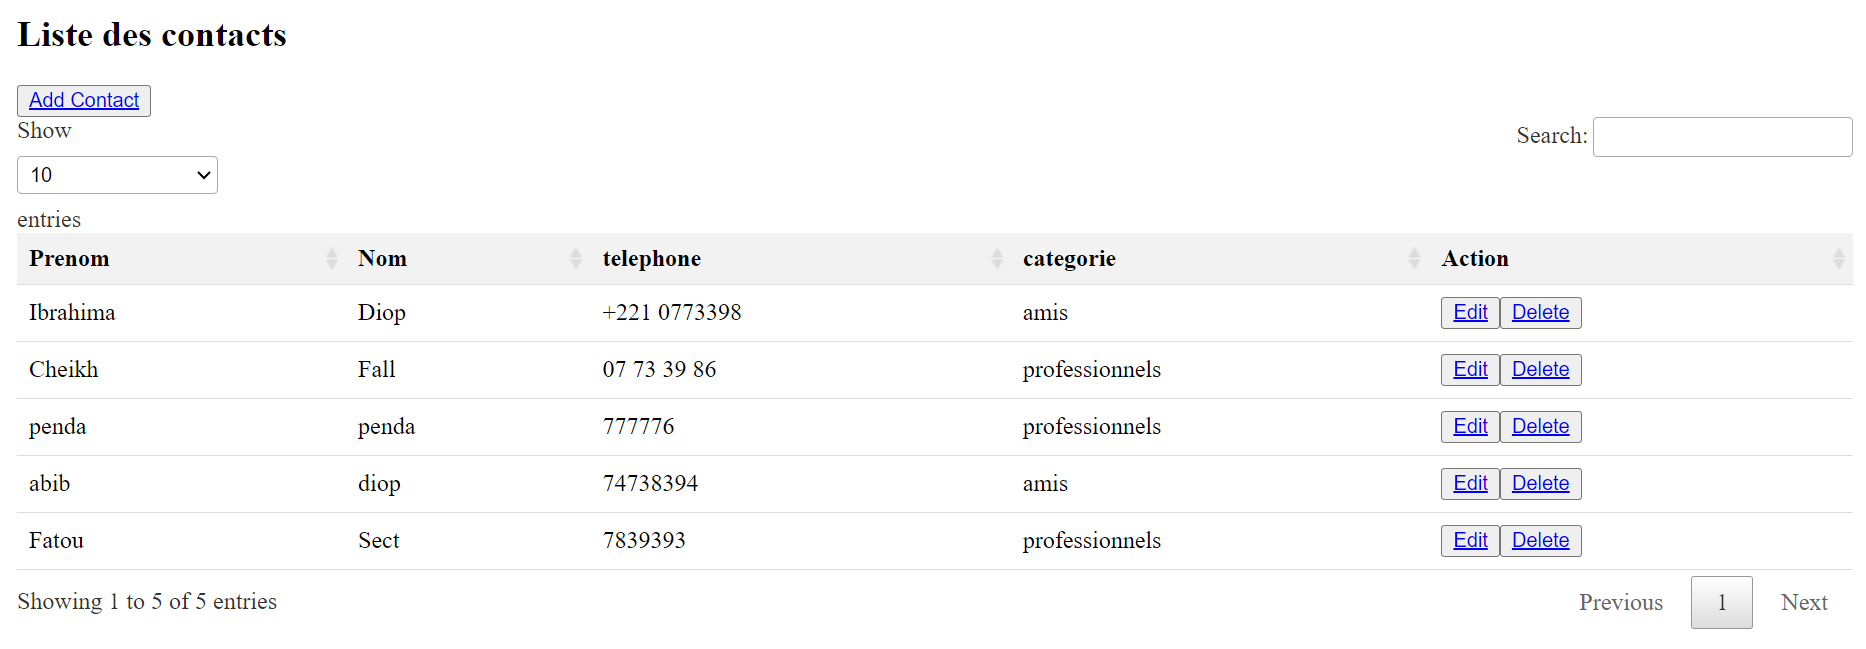 Liste des contacts
Add Contact
Show
Search:
10
entries
Prenom Nom telephone categorie Action
Ibrahima Diop +221 0773398 amis Edit Delete
Cheikh Fall 07 73 39 86 professionnels Edit Delete
penda penda 777776 professionnels Edit Delete
abib diop 74738394 amis Edit Delete
Fatou Sect 7839393 professionnels Edit Delete
Showing 1 to 5 of 5 entries Previous 1 Next